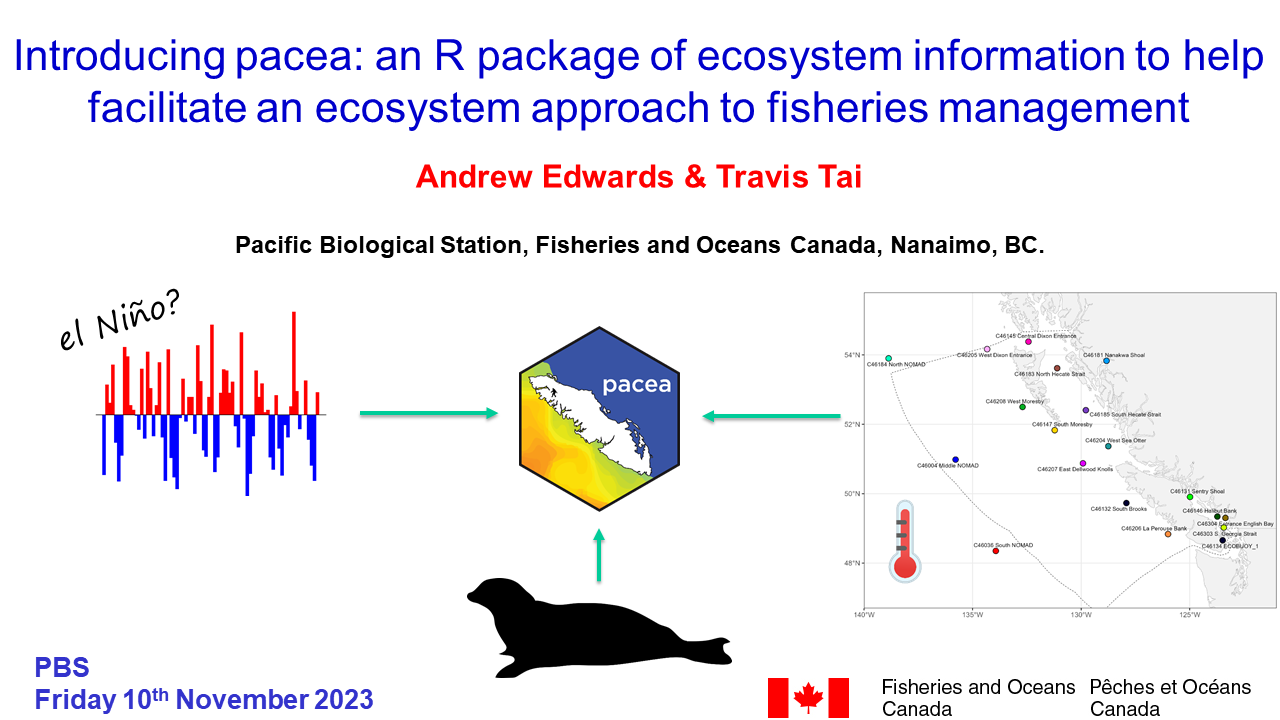 Introducing pacea: an R package of ecosystem information to help
facilitate an ecosystem approach to fisheries management
Andrew Edwards & Travis Tai
Pacific Biological Station, Fisheries and Oceans Canada, Nanaimo, BC.
el Niño?
pacea
C46145 Central Dixon Entrance
C46205 West Dixon Entrance
C46184 North NOMAD
C46181 Nanakwa Shoal
C46183 North Hecate Strait
C46208 West Moresby
C46185 South Hecate Strait
C46147 South Moresby
C46204 West Sea Otter
C46004 Middle NOMAD
C46207 East Dellwood Knolls
C46131 Sentry Shoal
C46132 South Brooks
C46146 Halibut Bank
C46304 Entrance English Bay
C46206 La Perouse Bank
C46303 S. Georgia Strait
C46036 South NOMAD
C46134 ECOBUOY_1
54°N
52°N
50°N
48°N
140°W
135°W
130°W
125°W
PBS
Friday 10th November 2023
Fisheries and Oceans
Canada
Pêches et Océans
Canada